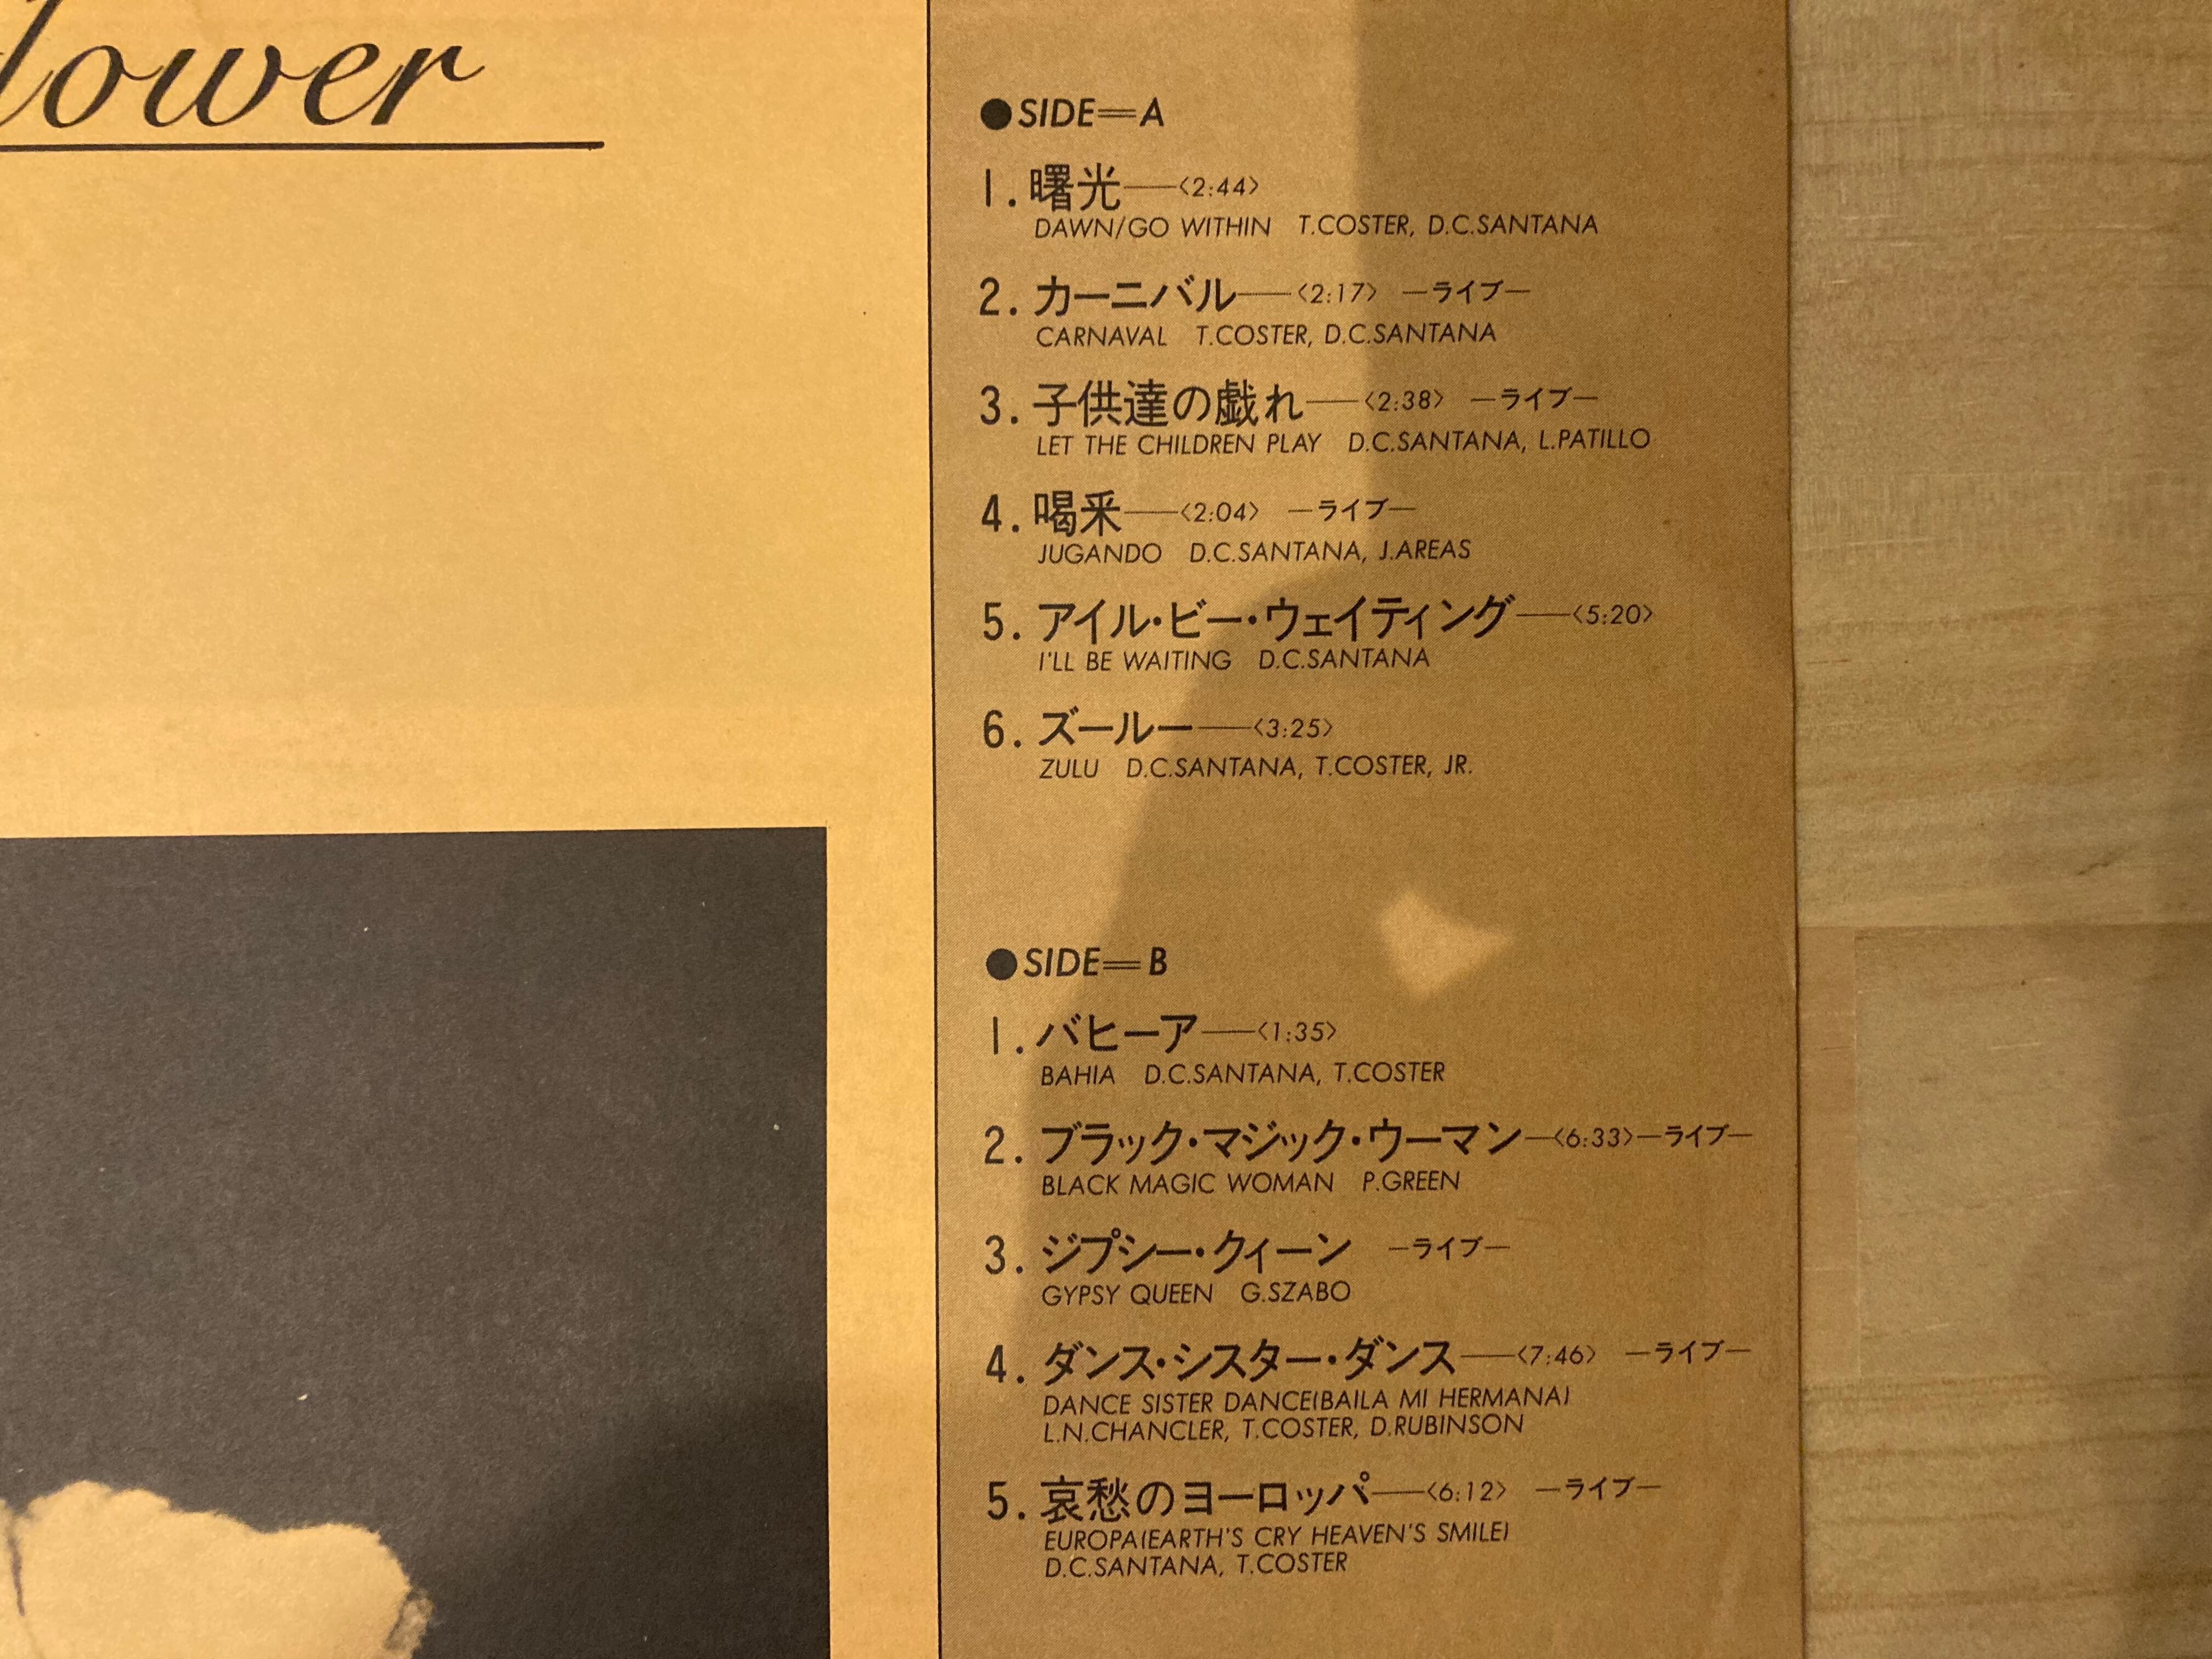 lower
●SIDE=A
1.曙光——〈2:44〉
DAWN/GO WITHIN T.COSTER, D.C.SANTANA
2.カーニバル——〈2:17〉 —ライブ—
CARNAVAL T.COSTER, D.C.SANTANA
3.子供達の戯れ——〈2:38〉 —ライブ—
LET THE CHILDREN PLAY D.C.SANTANA, L.PATILLO
4.喝采——〈2:04〉 —ライブ—
JUGANDO D.C.SANTANA, J.AREAS
5.アイル・ビー・ウェイティング——〈5:20〉
I'LL BE WAITING D.C.SANTANA
6.ズールー——〈3:25〉
ZULU D.C.SANTANA, T.COSTER, JR.
●SIDE=B
1.バヒーア——〈1:35〉
BAHIA D.C.SANTANA, T.COSTER
2.ブラック・マジック・ウーマン—〈6:33〉—ライブ—
BLACK MAGIC WOMAN P.GREEN
3.ジプシー・クィーン —ライブ—
GYPSY QUEEN G.SZABO
4.ダンス・シスター・ダンス——〈7:46〉 —ライブ—
DANCE SISTER DANCE(BAILA MI HERMANA)
L.N.CHANCLER, T.COSTER, D.RUBINSON
5.哀愁のヨーロッパ——〈6:12〉 —ライブ—
EUROPA(EARTH'S CRY HEAVEN'S SMILE)
D.C.SANTANA, T.COSTER